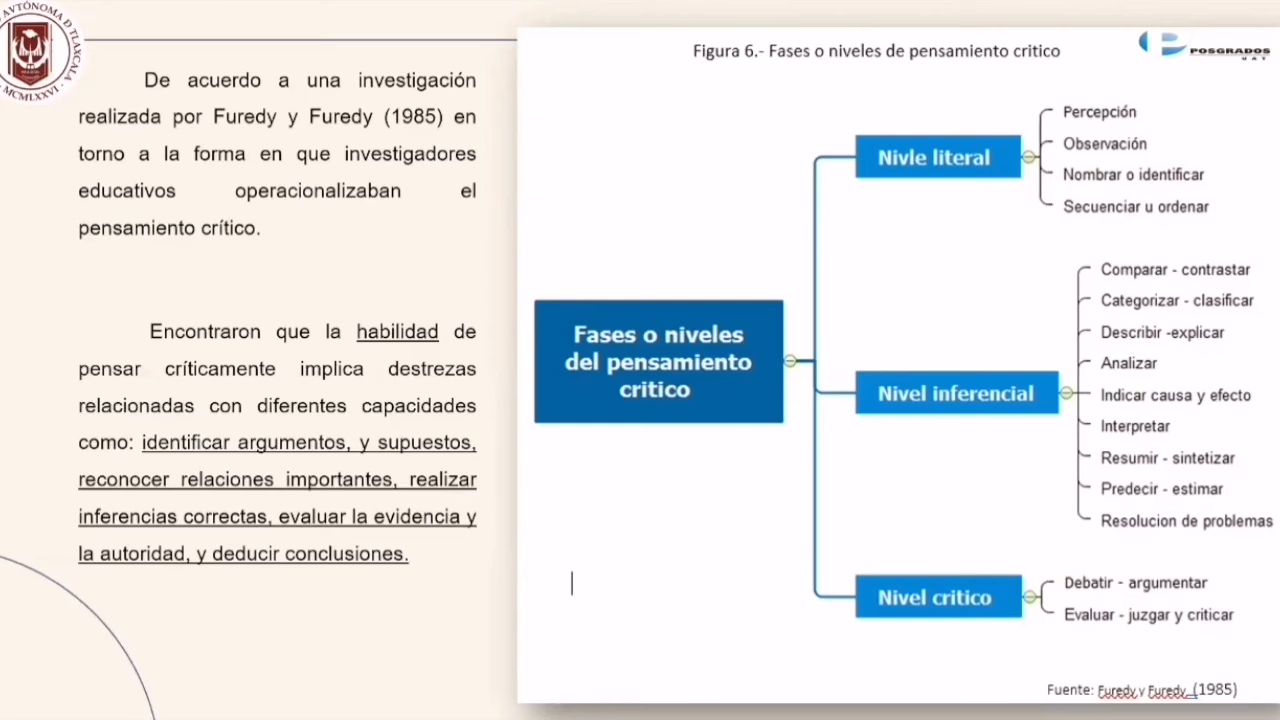 AUTÓNOMA D TLAXCALA
MCMLXXVI
De acuerdo a una investigación
realizada por Furedy y Furedy (1985) en
torno a la forma en que investigadores
educativos operacionalizaban el
pensamiento crítico.
Encontraron que la habilidad de
pensar críticamente implica destrezas
relacionadas con diferentes capacidades
como: identificar argumentos, y supuestos,
reconocer relaciones importantes, realizar
inferencias correctas, evaluar la evidencia y
la autoridad, y deducir conclusiones.
Figura 6.- Fases o niveles de pensamiento critico
POSGRADOS
UAT
Fases o niveles
del pensamiento
critico
Nivle literal
Percepción
Observación
Nombrar o identificar
Secuenciar u ordenar
Nivel inferencial
Comparar - contrastar
Categorizar - clasificar
Describir -explicar
Analizar
Indicar causa y efecto
Interpretar
Resumir - sintetizar
Predecir - estimar
Resolucion de problemas
Nivel critico
Debatir - argumentar
Evaluar - juzgar y criticar
Fuente: Furedy y Furedy (1985)